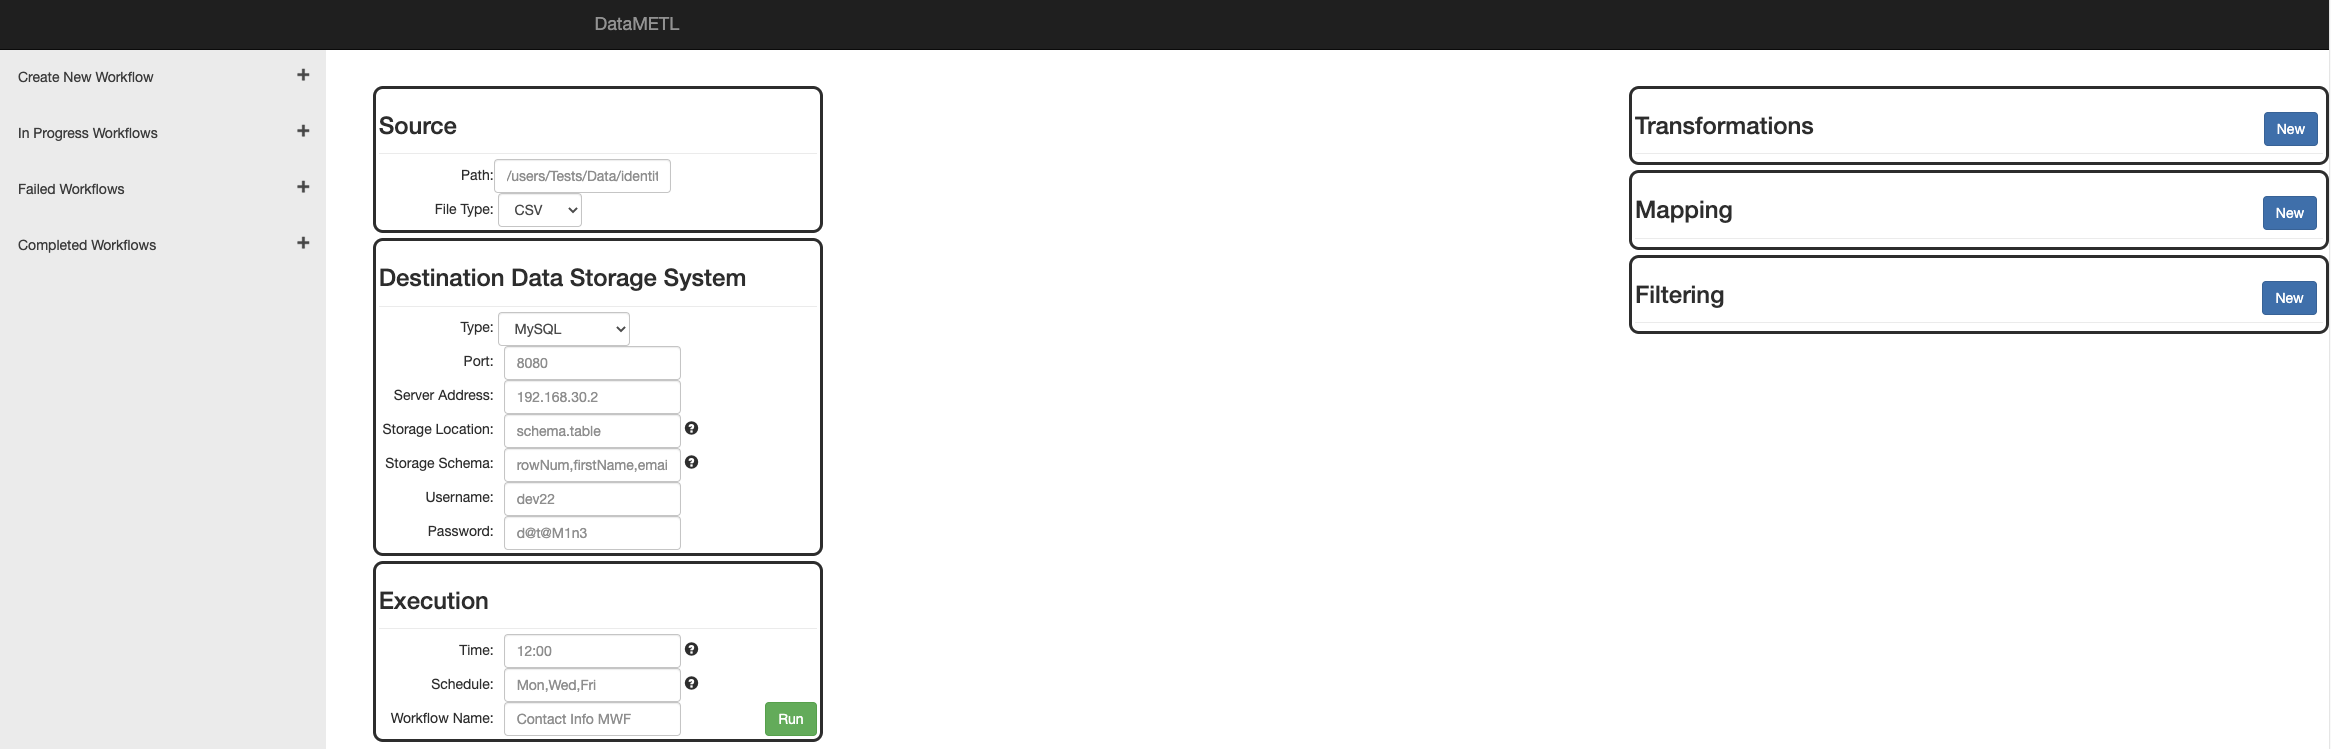 DataMETL
Create New Workflow
In Progress Workflows
Failed Workflows
Completed Workflows
Source
Path: /users/Tests/Data/identit
File Type: CSV
Destination Data Storage System
Type: MySQL
Port: 8080
Server Address: 192.168.30.2
Storage Location: schema.table
Storage Schema: rowNum,firstName,emai
Username: dev22
Password: d@t@M1n3
Execution
Time: 12:00
Schedule: Mon,Wed,Fri
Workflow Name: Contact Info MWF
Run
Transformations
New
Mapping
New
Filtering
New